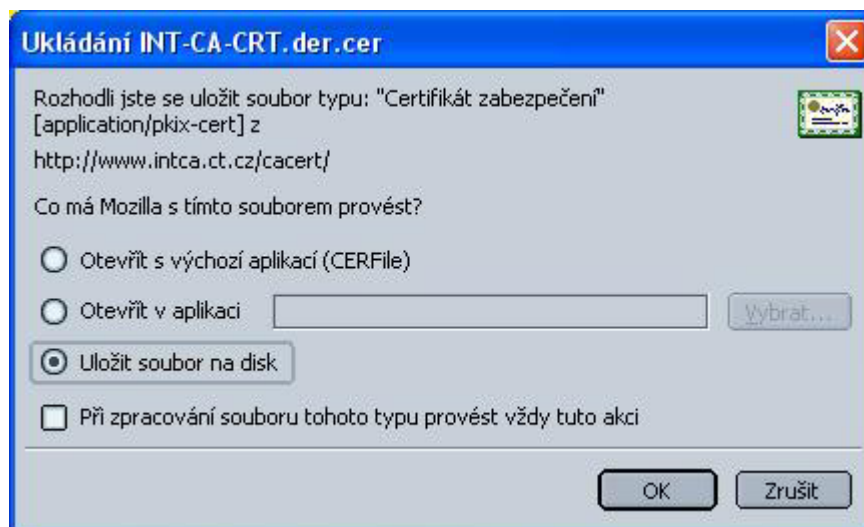 Ukládání INT-CA-CRT.der.cer
Rozhodli jste se uložit soubor typu: "Certifikát zabezpečení"
[application/pkix-cert] z
http://www.intca.ct.cz/cacert/
Co má Mozilla s tímto souborem provést?
Otevřít s výchozí aplikací (CERFile)
Otevřít v aplikaci
Vybrat...
Uložit soubor na disk
Při zpracování souboru tohoto typu provést vždy tuto akci
OK
Zrušit